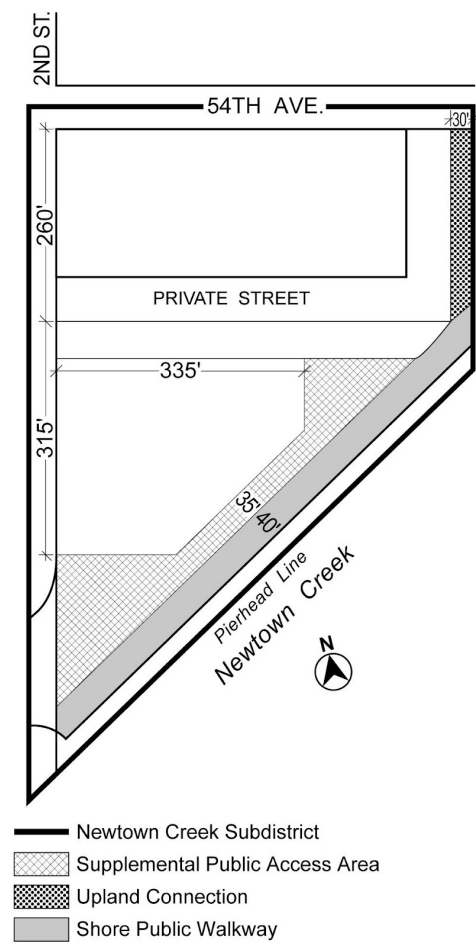 2ND ST.
54TH AVE.
30'
260'
PRIVATE STREET
335'
315'
35' 40'
Pierhead Line
Newtown Creek
N
Newtown Creek Subdistrict
Supplemental Public Access Area
Upland Connection
Shore Public Walkway